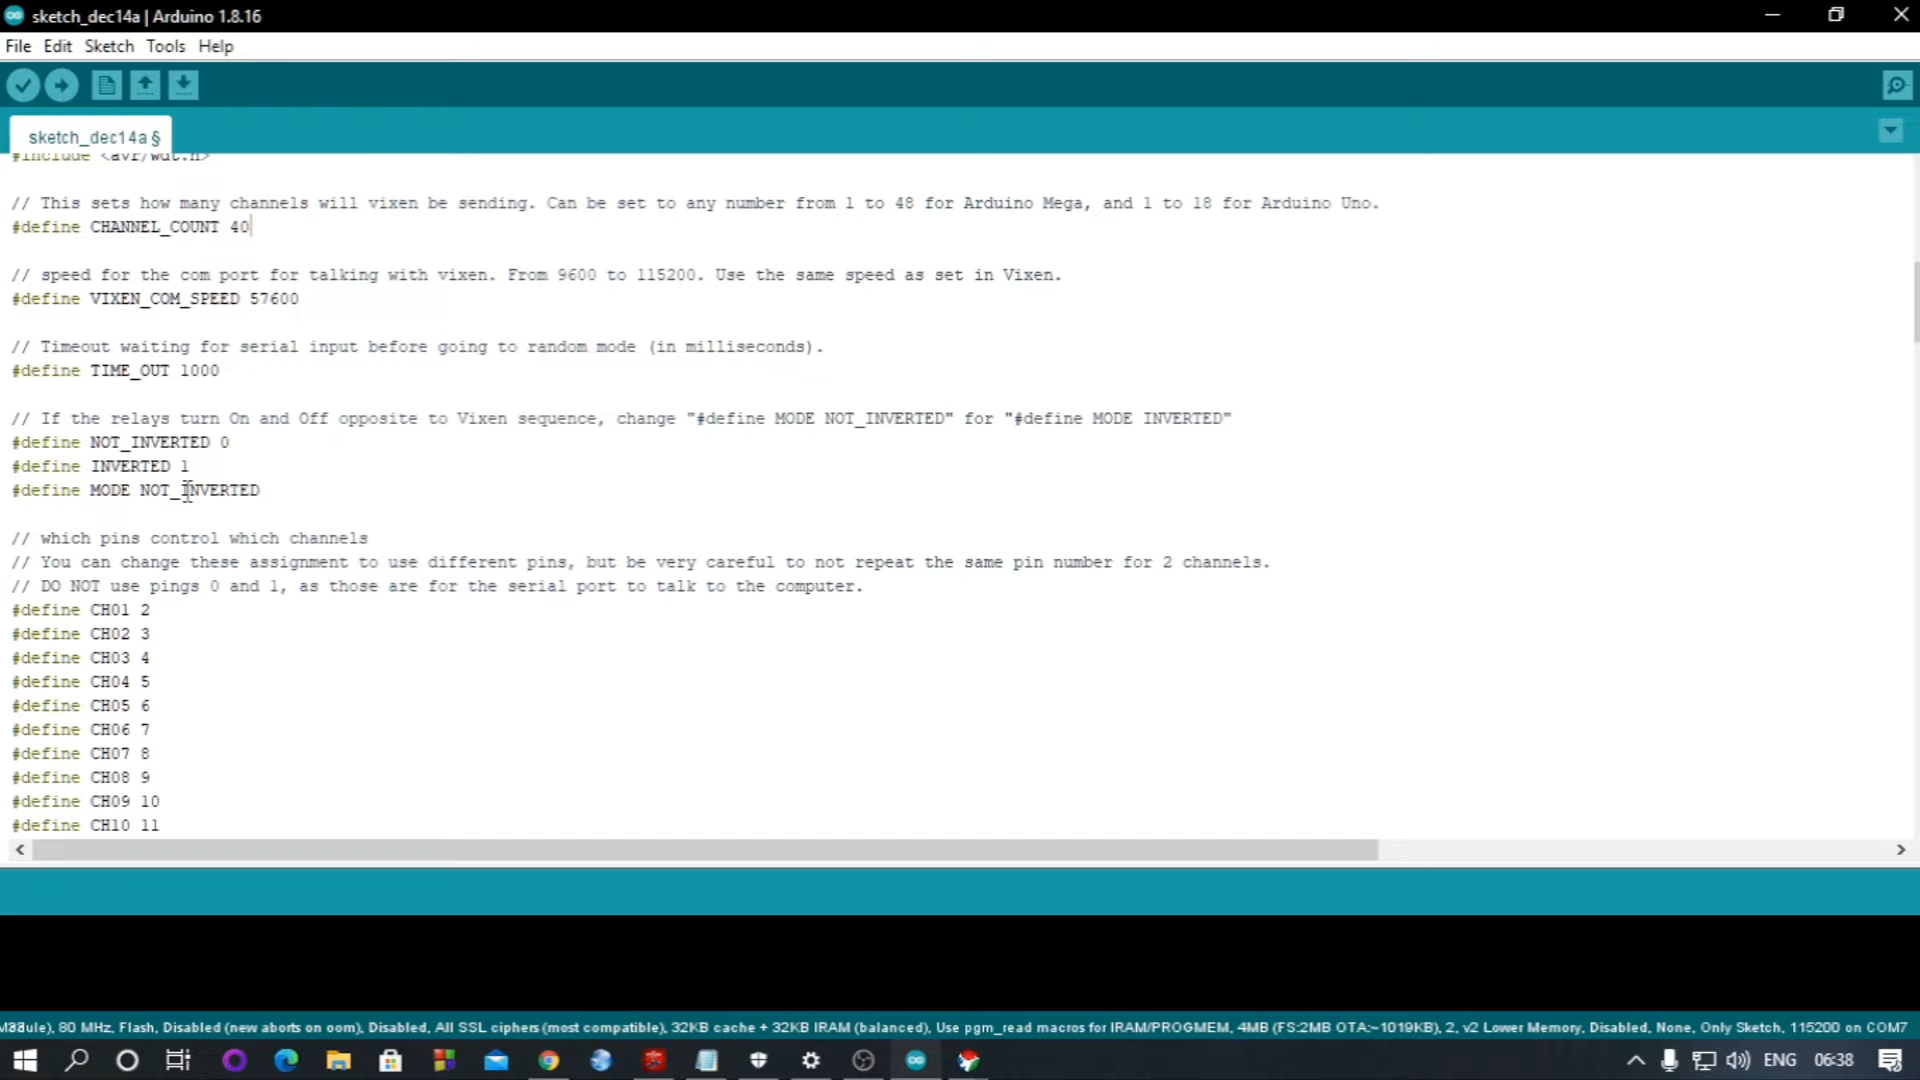 sketch_dec14a | Arduino 1.8.16
File Edit Sketch Tools Help
sketch_dec14a §
#include <avr/wdt.h>
// This sets how many channels will vixen be sending. Can be set to any number from 1 to 48 for Arduino Mega, and 1 to 18 for Arduino Uno.
#define CHANNEL_COUNT 40
// speed for the com port for talking with vixen. From 9600 to 115200. Use the same speed as set in Vixen.
#define VIXEN_COM_SPEED 57600
// Timeout waiting for serial input before going to random mode (in milliseconds).
#define TIME_OUT 1000
// If the relays turn On and Off opposite to Vixen sequence, change "#define MODE NOT_INVERTED" for "#define MODE INVERTED"
#define NOT_INVERTED 0
#define INVERTED 1
#define MODE NOT_INVERTED
// which pins control which channels
// You can change these assignment to use different pins, but be very careful to not repeat the same pin number for 2 channels.
// DO NOT use pings 0 and 1, as those are for the serial port to talk to the computer.
#define CH01 2
#define CH02 3
#define CH03 4
#define CH04 5
#define CH05 6
#define CH06 7
#define CH07 8
#define CH08 9
#define CH09 10
#define CH10 11
80 MHz, Flash, Disabled (new aborts on oom), Disabled, All SSL ciphers (most compatible), 32KB cache + 32KB IRAM (balanced), Use pgm_read macros for IRAM/PROGMEM, 4MB (FS:2MB OTA:~1019KB), 2, v2 Lower Memory, Disabled, None, Only Sketch, 115200 on COM7
ENG 06:38